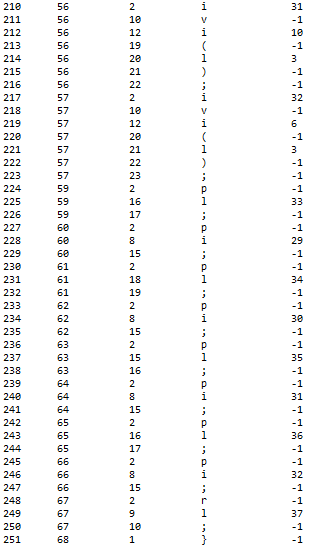 210 56 2 i 31
211 56 10 v -1
212 56 12 i 10
213 56 19 ( -1
214 56 20 l 3
215 56 21 ) -1
216 56 22 ; -1
217 57 2 i 32
218 57 10 v -1
219 57 12 i 6
220 57 20 ( -1
221 57 21 l 3
222 57 22 ) -1
223 57 23 ; -1
224 59 2 p -1
225 59 16 l 33
226 59 17 ; -1
227 60 2 p -1
228 60 8 i 29
229 60 15 ; -1
230 61 2 p -1
231 61 18 l 34
232 61 19 ; -1
233 62 2 p -1
234 62 8 i 30
235 62 15 ; -1
236 63 2 p -1
237 63 15 l 35
238 63 16 ; -1
239 64 2 p -1
240 64 8 i 31
241 64 15 ; -1
242 65 2 p -1
243 65 16 l 36
244 65 17 ; -1
245 66 2 p -1
246 66 8 i 32
247 66 15 ; -1
248 67 2 r -1
249 67 9 l 37
250 67 10 ; -1
251 68 1 } -1